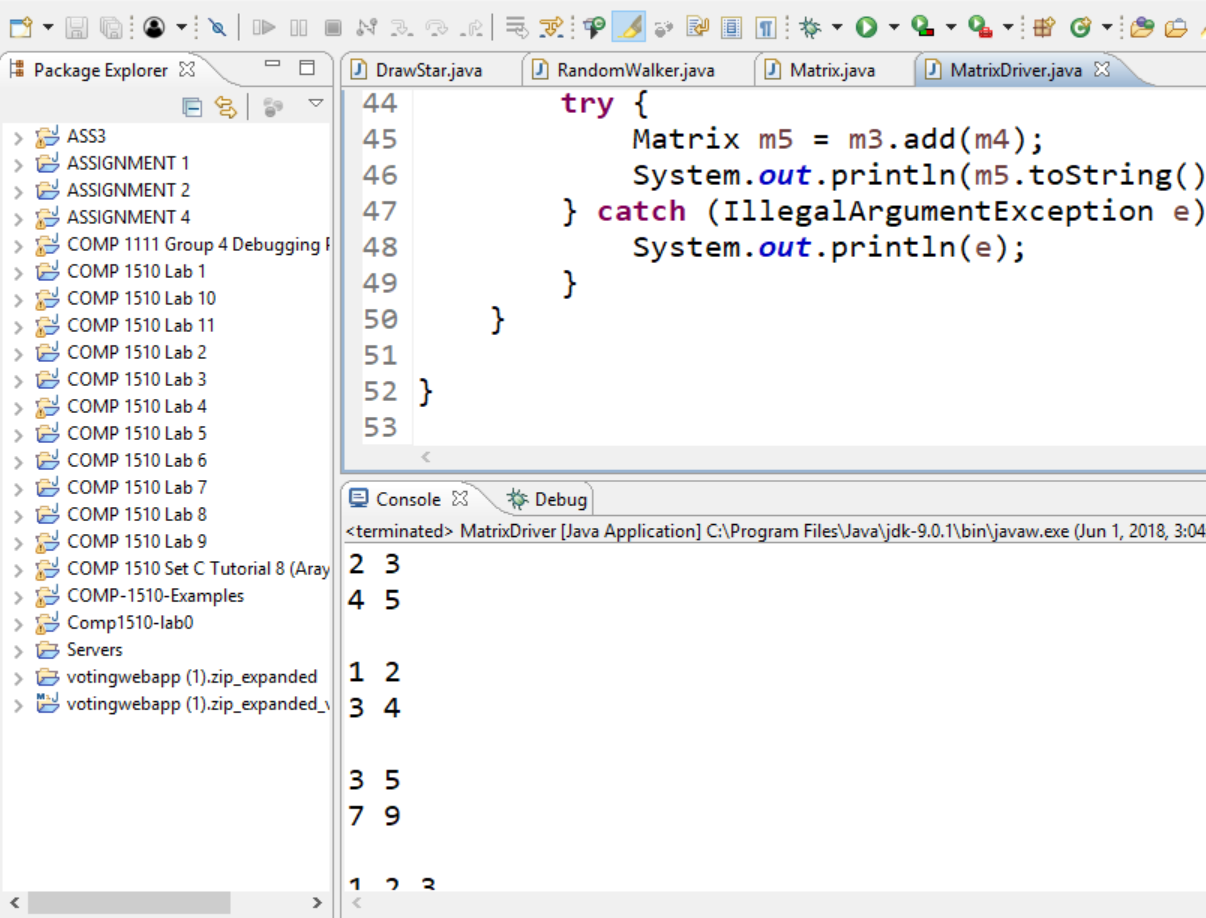 Package Explorer
ASS3
ASSIGNMENT 1
ASSIGNMENT 2
ASSIGNMENT 4
COMP 1111 Group 4 Debugging
COMP 1510 Lab 1
COMP 1510 Lab 10
COMP 1510 Lab 11
COMP 1510 Lab 2
COMP 1510 Lab 3
COMP 1510 Lab 4
COMP 1510 Lab 5
COMP 1510 Lab 6
COMP 1510 Lab 7
COMP 1510 Lab 8
COMP 1510 Lab 9
COMP 1510 Set C Tutorial 8 (Aray
COMP-1510-Examples
Comp1510-lab0
Servers
votingwebapp (1).zip_expanded
votingwebapp (1).zip_expanded_
DrawStar.java RandomWalker.java Matrix.java MatrixDriver.java
44 try {
45 Matrix m5 = m3.add(m4);
46 System.out.println(m5.toString()
47 } catch (IllegalArgumentException e)
48 System.out.println(e);
49 }
50 }
51
52 }
53
Console Debug
<terminated> MatrixDriver [Java Application] C:\Program Files\Java\jdk-9.0.1\bin\javaw.exe (Jun 1, 2018, 3:04
2 3
4 5
1 2
3 4
3 5
7 9
1 2 3